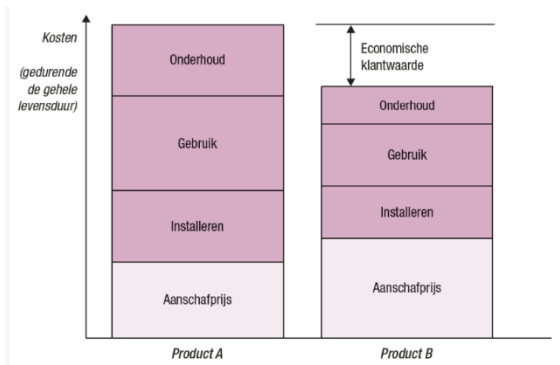 Kosten
(gedurende
de gehele
levensduur)
Onderhoud
Gebruik
Installeren
Aanschafprijs
Product A
Economische
klantwaarde
Onderhoud
Gebruik
Installeren
Aanschafprijs
Product B